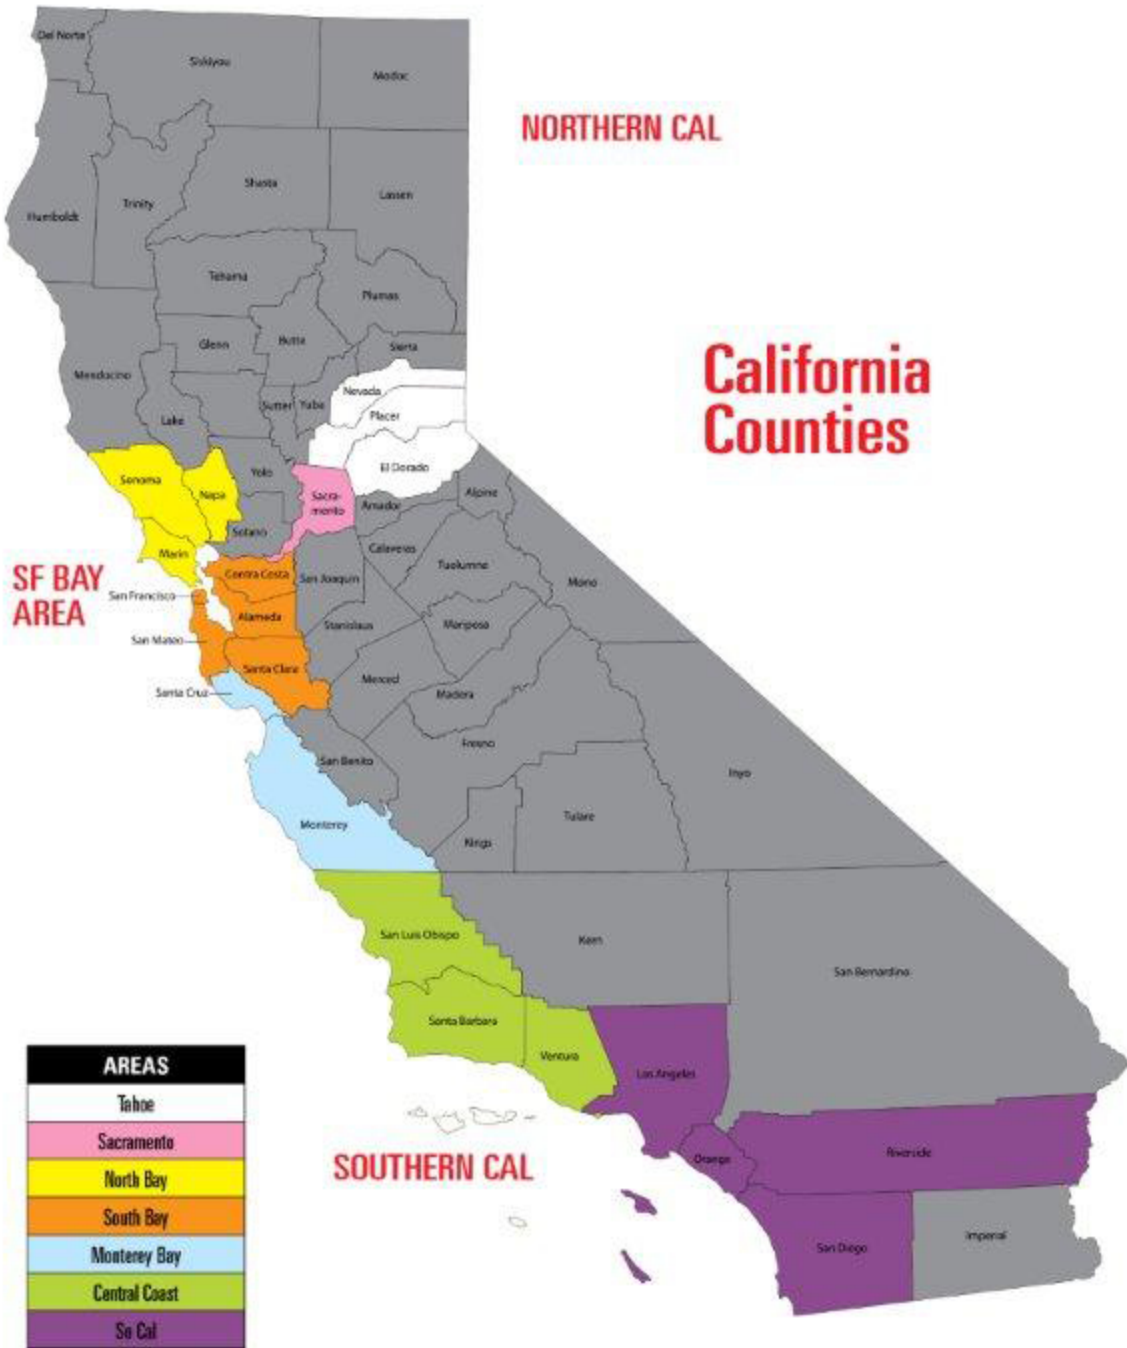 Del Norte
Siskiyou
Modoc
NORTHERN CAL
Shasta
Trinity
Lassen
Humboldt
Tehama
Plumas
Glenn
Butte
Sierra
California
Counties
Mendocino
Nevada
Sutter
Yuba
Lake
Placer
El Dorado
Yolo
Sonoma
Napa
Sacra-
mento
Alpine
Amador
Solano
Marin
Calaveras
Tuolumne
SF BAY
AREA
Contra Costa
San Joaquin
Mono
San Francisco
Alameda
Stanislaus
Mariposa
San Mateo
Santa Clara
Merced
Santa Cruz
Madera
Fresno
San Benito
Inyo
Monterey
Tulare
Kings
San Luis Obispo
Kern
San Bernardino
Santa Barbara
Ventura
Los Angeles
Orange
Riverside
SOUTHERN CAL
San Diego
Imperial
AREAS
Tahoe
Sacramento
North Bay
South Bay
Monterey Bay
Central Coast
So Cal